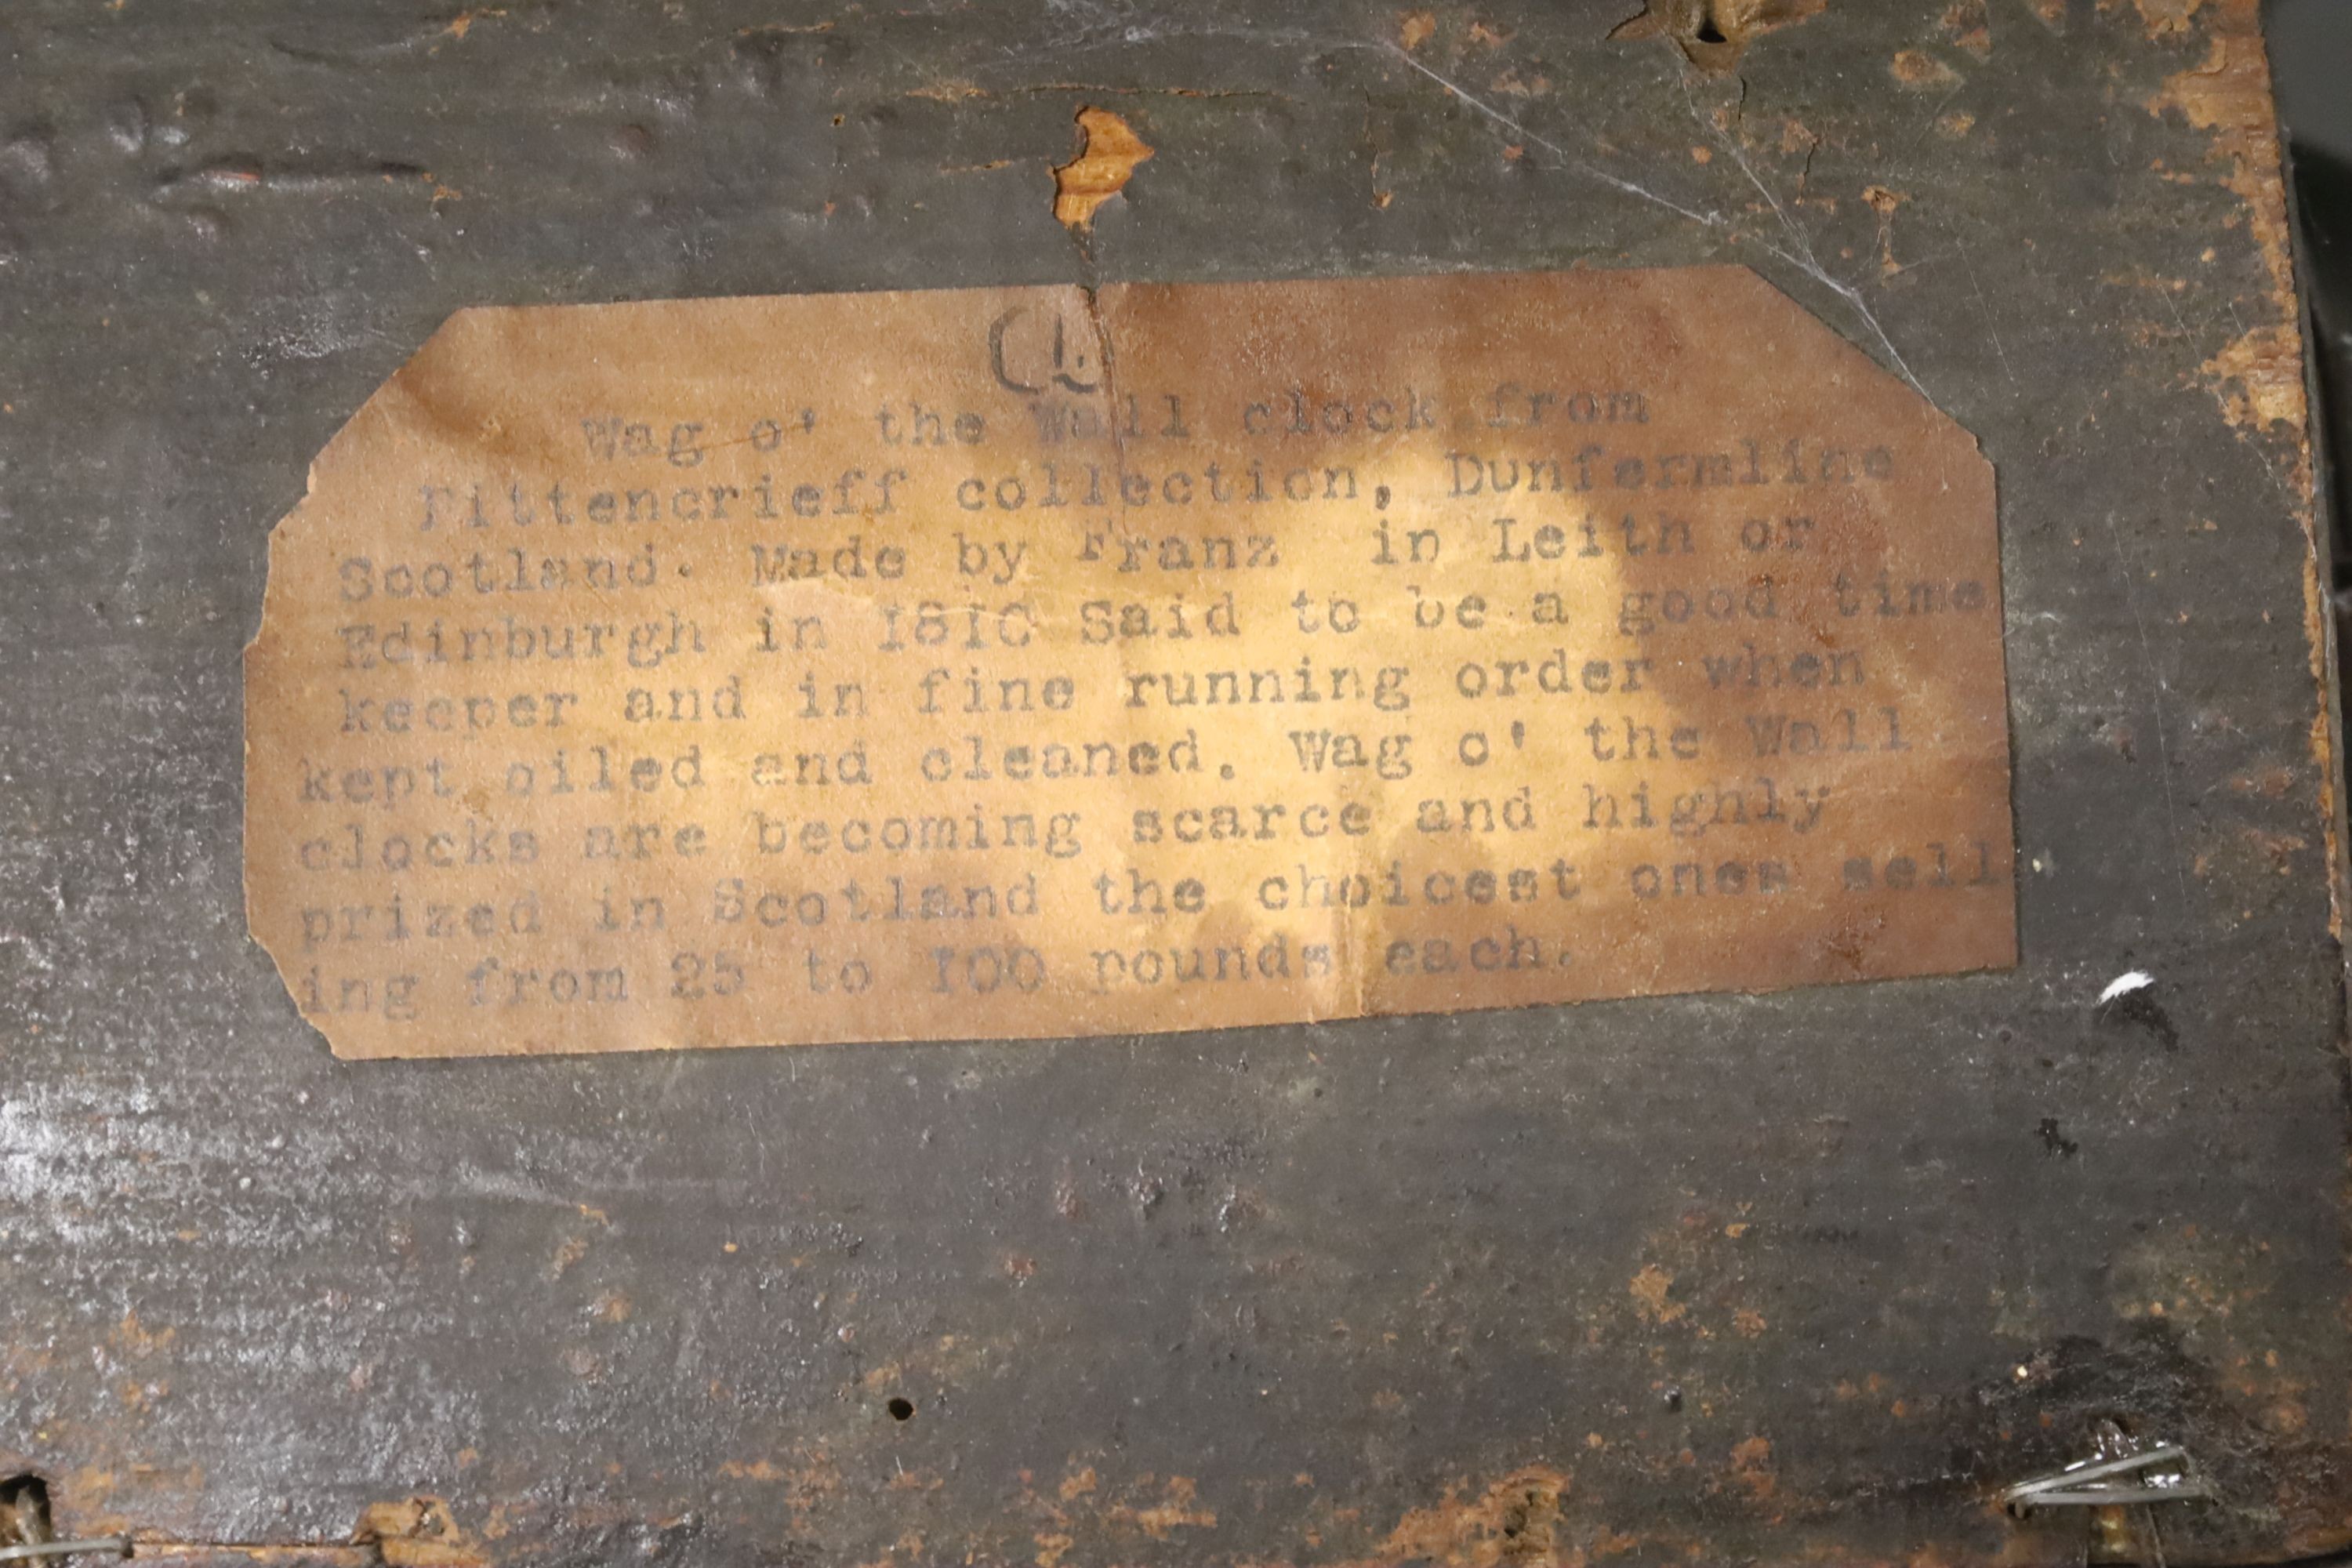 Wag o' the Wall clock from
Pittencrieff collection, Dunfermline
Scotland. Made by Franz in Leith or
Edinburgh in I8I0 Said to be a good time
keeper and in fine running order when
kept oiled and cleaned. Wag o' the Wall
clocks are becoming scarce and highly
prized in Scotland the choicest ones sell
ing from 25 to I00 pounds each.